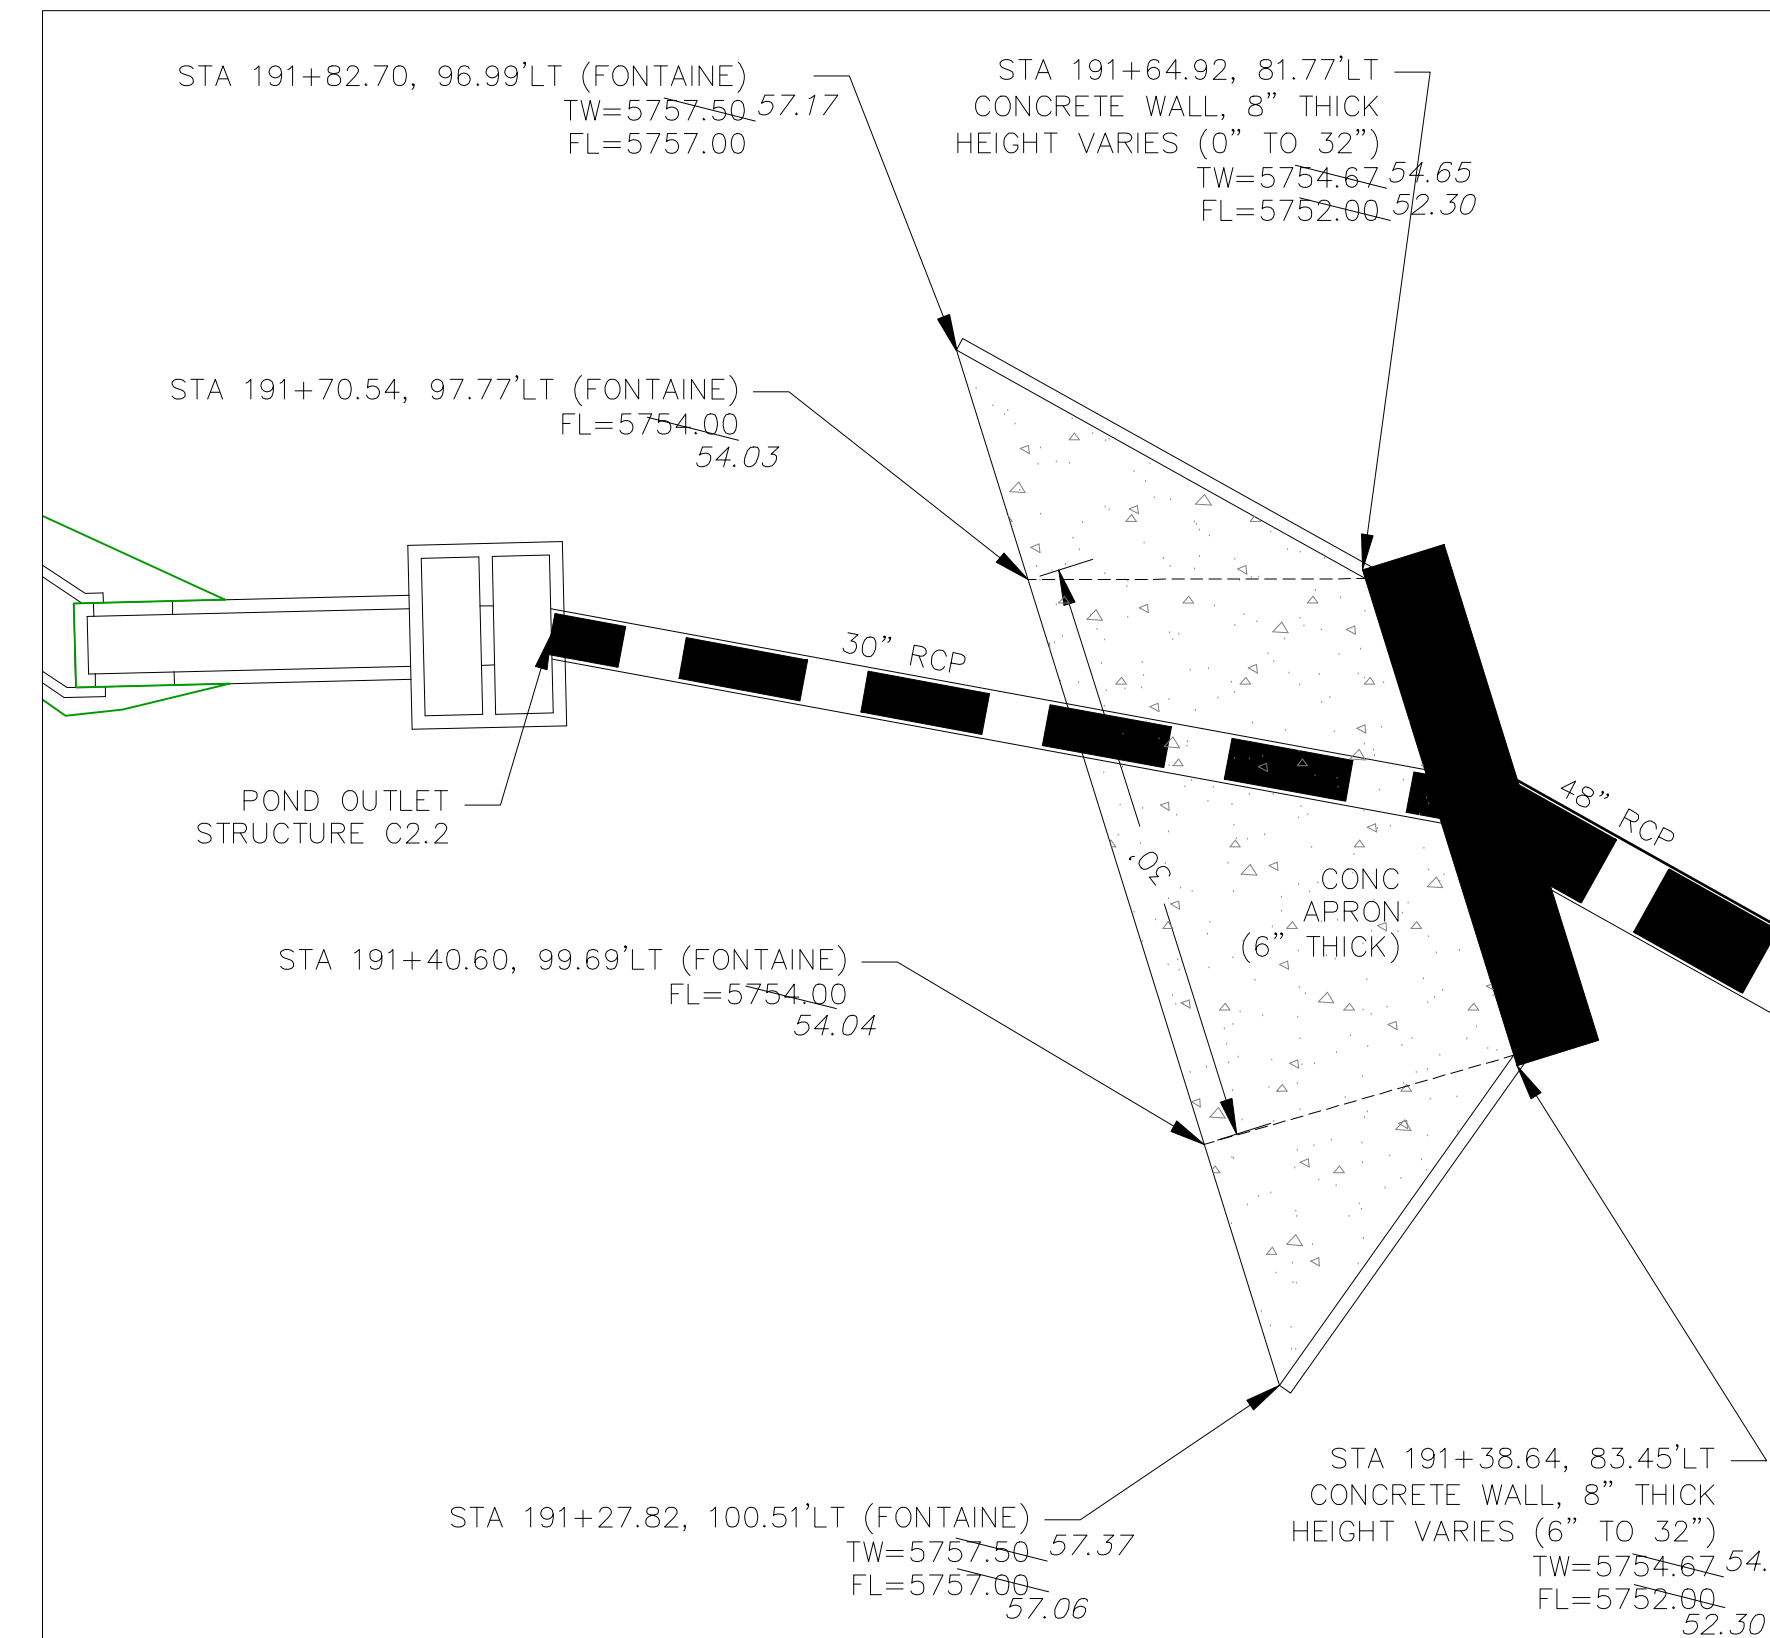 STA 191+82.70, 96.99'LT (FONTAINE)
TW=5757.50 57.17
FL=5757.00
STA 191+64.92, 81.77'LT
CONCRETE WALL, 8" THICK
HEIGHT VARIES (0" TO 32")
TW=5754.67 54.65
FL=5752.00 52.30
STA 191+70.54, 97.77'LT (FONTAINE)
FL=5754.00
54.03
30" RCP
POND OUTLET
STRUCTURE C2.2
48" RCP
30'
CONC
APRON
(6" THICK)
STA 191+40.60, 99.69'LT (FONTAINE)
FL=5754.00
54.04
STA 191+38.64, 83.45'LT
CONCRETE WALL, 8" THICK
HEIGHT VARIES (6" TO 32")
TW=5754.67 54.
FL=5752.00
52.30
STA 191+27.82, 100.51'LT (FONTAINE)
TW=5757.50 57.37
FL=5757.00
57.06